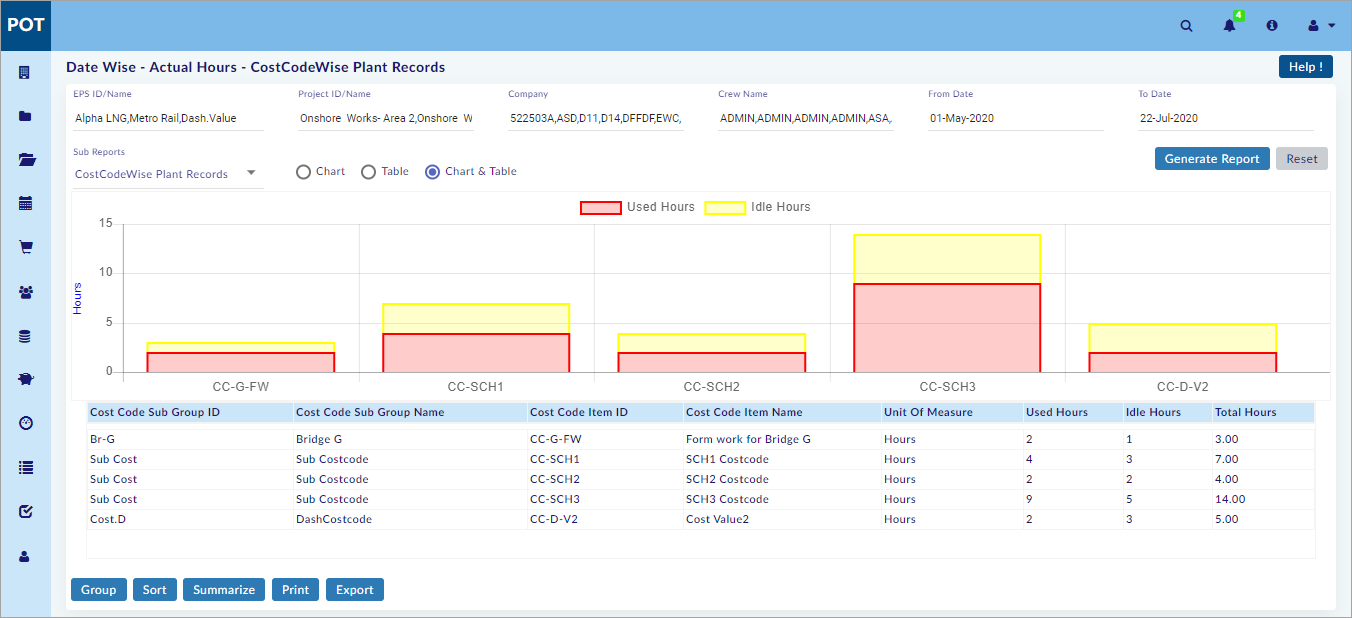 POT
4
Date Wise - Actual Hours - CostCodeWise Plant Records
Help !
EPS ID/Name Project ID/Name Company Crew Name From Date To Date
Alpha LNG,Metro Rail,Dash.Value Onshore Works- Area 2,Onshore W 522503A,ASD,D11,D14,DFFDF,EWC, ADMIN,ADMIN,ADMIN,ADMIN,ASA, 01-May-2020 22-Jul-2020
Sub Reports
CostCodeWise Plant Records Chart Table Chart & Table Generate Report Reset
Used Hours Idle Hours
15
10
5
0
Hours
CC-G-FW CC-SCH1 CC-SCH2 CC-SCH3 CC-D-V2
Cost Code Sub Group ID Cost Code Sub Group Name Cost Code Item ID Cost Code Item Name Unit Of Measure Used Hours Idle Hours Total Hours
Br-G Bridge G CC-G-FW Form work for Bridge G Hours 2 1 3.00
Sub Cost Sub Costcode CC-SCH1 SCH1 Costcode Hours 4 3 7.00
Sub Cost Sub Costcode CC-SCH2 SCH2 Costcode Hours 2 2 4.00
Sub Cost Sub Costcode CC-SCH3 SCH3 Costcode Hours 9 5 14.00
Cost.D DashCostcode CC-D-V2 Cost Value2 Hours 2 3 5.00
Group Sort Summarize Print Export